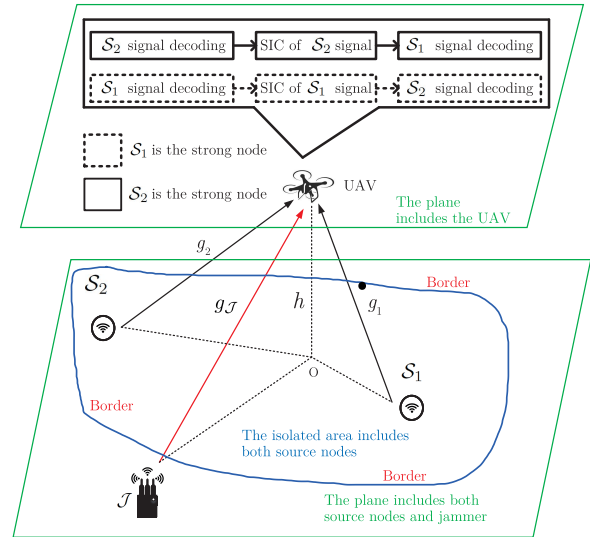 S₂ signal decoding SIC of S₂ signal S₁ signal decoding
S₁ signal decoding SIC of S₁ signal S₂ signal decoding
S₁ is the strong node
S₂ is the strong node
UAV
The plane
includes the UAV
g₂
S₂
Border
g_J
h
g₁
O
S₁
Border
The isolated area includes
both source nodes
Border
J
The plane includes both
source nodes and jammer